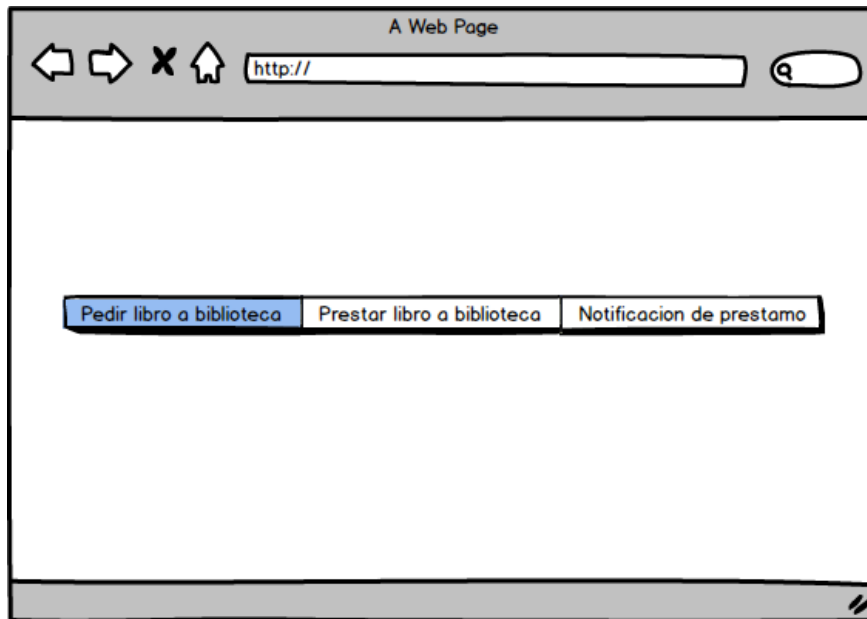 A Web Page
http://
Pedir libro a biblioteca Prestar libro a biblioteca Notificacion de prestamo